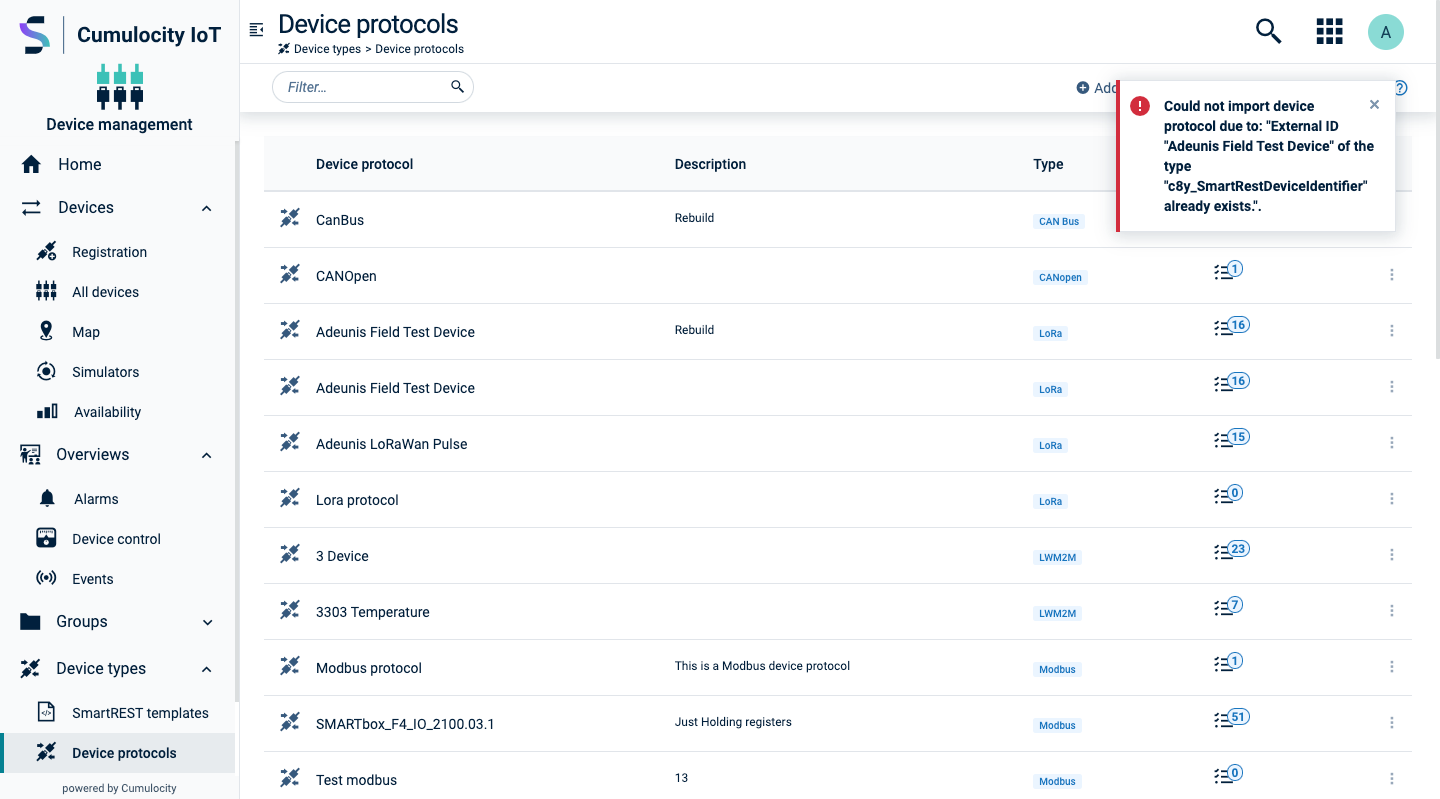 Cumulocity IoT
Device management
Home
Devices
Registration
All devices
Map
Simulators
Availability
Overviews
Alarms
Device control
Events
Groups
Device types
SmartREST templates
Device protocols
powered by Cumulocity
Device protocols
Device types > Device protocols
A
Filter...
Add
Could not import device
protocol due to: "External ID
"Adeunis Field Test Device" of the
type
"c8y_SmartRestDeviceIdentifier"
already exists.".
Device protocol Description Type
CanBus Rebuild CAN Bus
CANOpen CANopen 1
Adeunis Field Test Device Rebuild LoRa 16
Adeunis Field Test Device LoRa 16
Adeunis LoRaWan Pulse LoRa 15
Lora protocol LoRa 0
3 Device LWM2M 23
3303 Temperature LWM2M 7
Modbus protocol This is a Modbus device protocol Modbus 1
SMARTbox_F4_IO_2100.03.1 Just Holding registers Modbus 51
Test modbus 13 Modbus 0